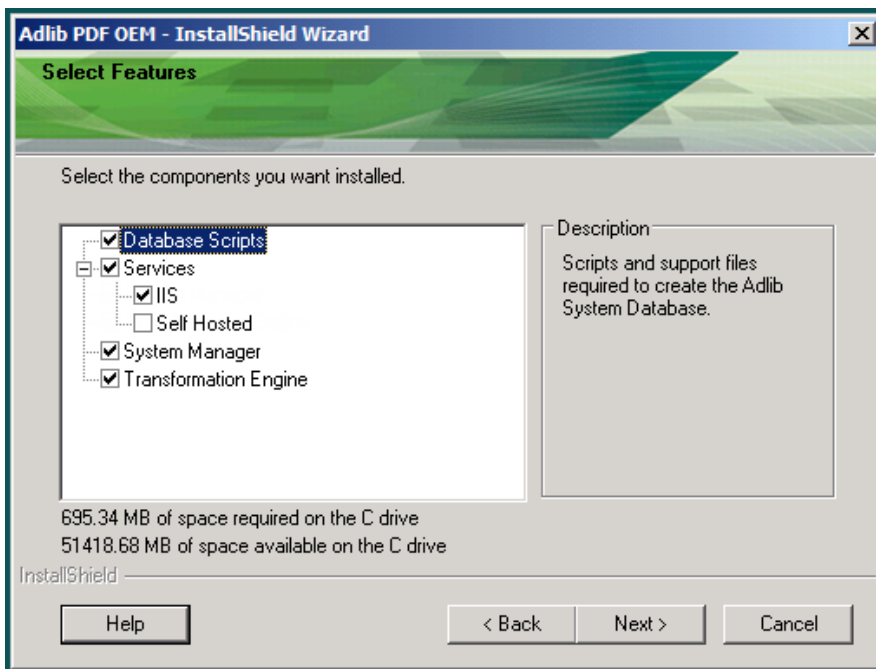 Adlib PDF OEM - InstallShield Wizard
Select Features
Select the components you want installed.
Database Scripts
Services
IIS
Self Hosted
System Manager
Transformation Engine
Description
Scripts and support files
required to create the Adlib
System Database.
695.34 MB of space required on the C drive
51418.68 MB of space available on the C drive
InstallShield
Help
< Back
Next >
Cancel